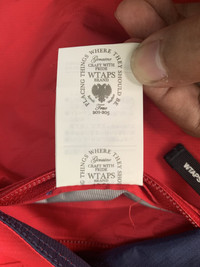 PLACING THINGS WHERE THEY SHOULD BE
Genuine
CRAFT WITH
PRIDE
WTAPS
BRAND
Time
PLACING THINGS WHERE THEY SHOULD BE
Genuine
CRAFT WITH
PRIDE
WTAPS
BRAND
WTAPS